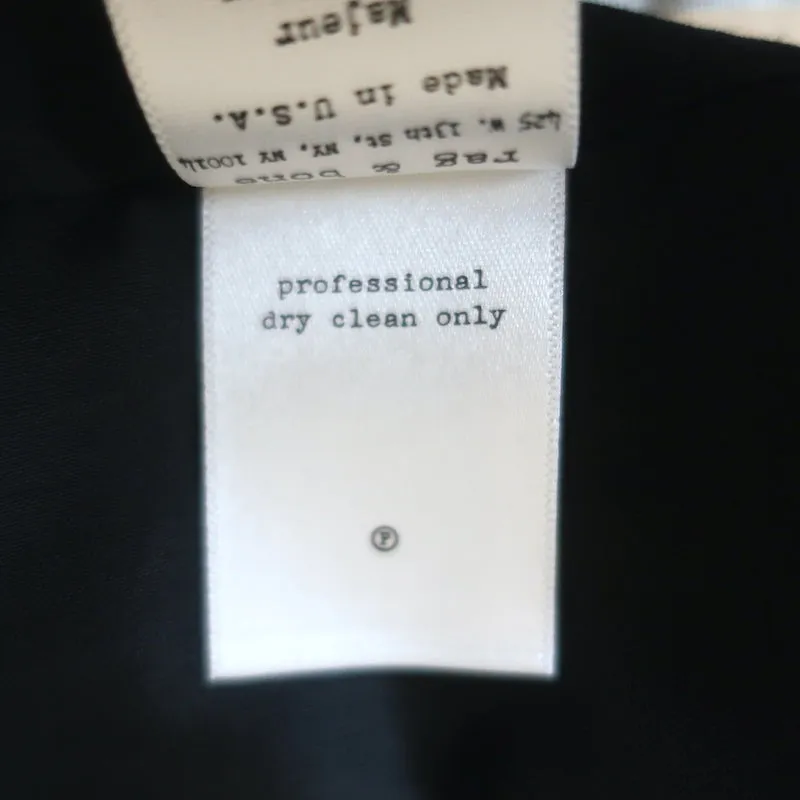 Majeur
Made in U.S.A.
425 W. 13th St, NY, NY 10014
rag & bone
professional
dry clean only
P